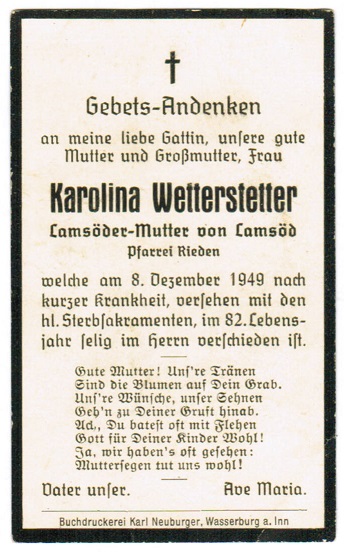 Gebets-Andenken
an meine liebe Gattin, unsere gute
Mutter und Großmutter, Frau
Karolina Wetterstetter
Lamsöder-Mutter von Lamsöd
Pfarrei Rieden
welche am 8. Dezember 1949 nach
kurzer Krankheit, versehen mit den
hl. Sterbsakramenten, im 82. Lebens-
jahr selig im Herrn verschieden ist.
Gute Mutter! Uns're Tränen
Sind die Blumen auf Dein Grab.
Uns're Wünsche, unser Sehnen
Geh'n zu Deiner Gruft hinab.
Ach, Du batest oft mit Flehen
Gott für Deiner Kinder Wohl!
Ja, wir haben's oft gesehen:
Muttersegen tut uns wohl!
Vater unser. Ave Maria.
Buchdruckerei Karl Neuburger, Wasserburg a. Inn